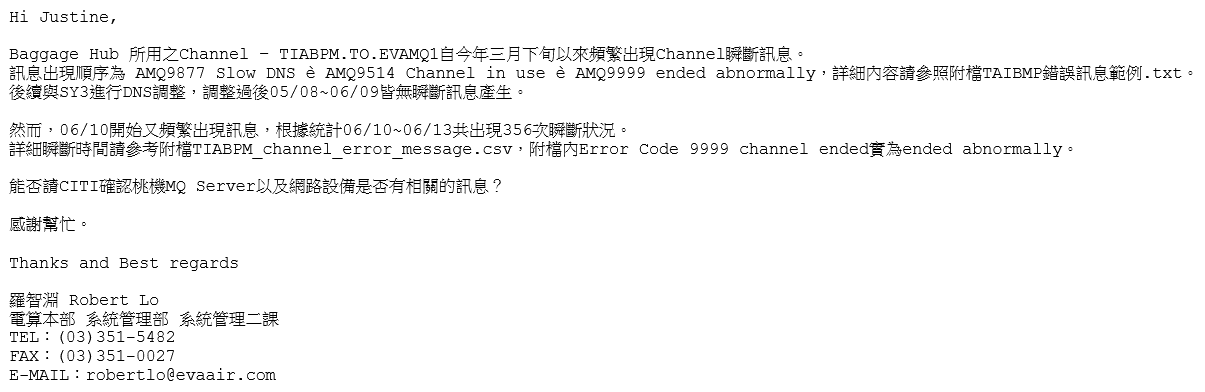 Hi Justine,
Baggage Hub 所用之Channel – TIABPM.TO.EVAMQ1自今年三月下旬以來頻繁出現Channel瞬斷訊息。
訊息出現順序為 AMQ9877 Slow DNS è AMQ9514 Channel in use è AMQ9999 ended abnormally，詳細內容請參照附檔TAIBMP錯誤訊息範例.txt。
後續與SY3進行DNS調整，調整過後05/08~06/09皆無瞬斷訊息產生。
然而，06/10開始又頻繁出現訊息，根據統計06/10~06/13共出現356次瞬斷狀況。
詳細瞬斷時間請參考附檔TIABPM_channel_error_message.csv，附檔內Error Code 9999 channel ended實為ended abnormally。
能否請CITI確認桃機MQ Server以及網路設備是否有相關的訊息？
感謝幫忙。
Thanks and Best regards
羅智淵 Robert Lo
電算本部 系統管理部 系統管理二課
TEL：(03)351-5482
FAX：(03)351-0027
E-MAIL：robertlo@evaair.com